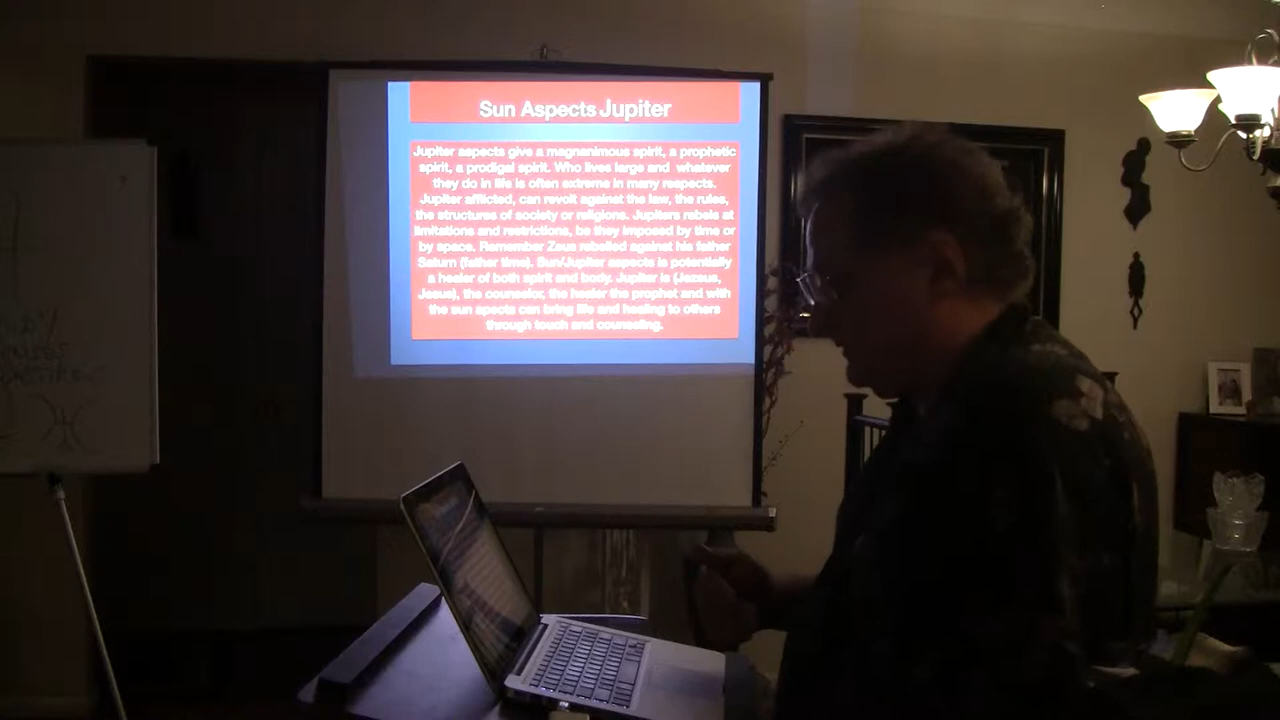 Sun Aspects Jupiter
Jupiter aspects give a magnanimous spirit, a prophetic
spirit, a prodigal spirit. Who lives large and whatever
they do in life is often extreme in many respects.
Jupiter afflicted, can revolt against the law, the rules,
the structures of society or religions. Jupiters rebels at
limitations and restrictions, be they imposed by time or
by space. Remember Zeus rebelled against his father
Saturn (father time). Sun/Jupiter aspects is potentially
a healer of both spirit and body. Jupiter is (Jezeus,
Jesus), the counselor, the healer the prophet and with
the sun apects can bring life and healing to others
through touch and counseling.